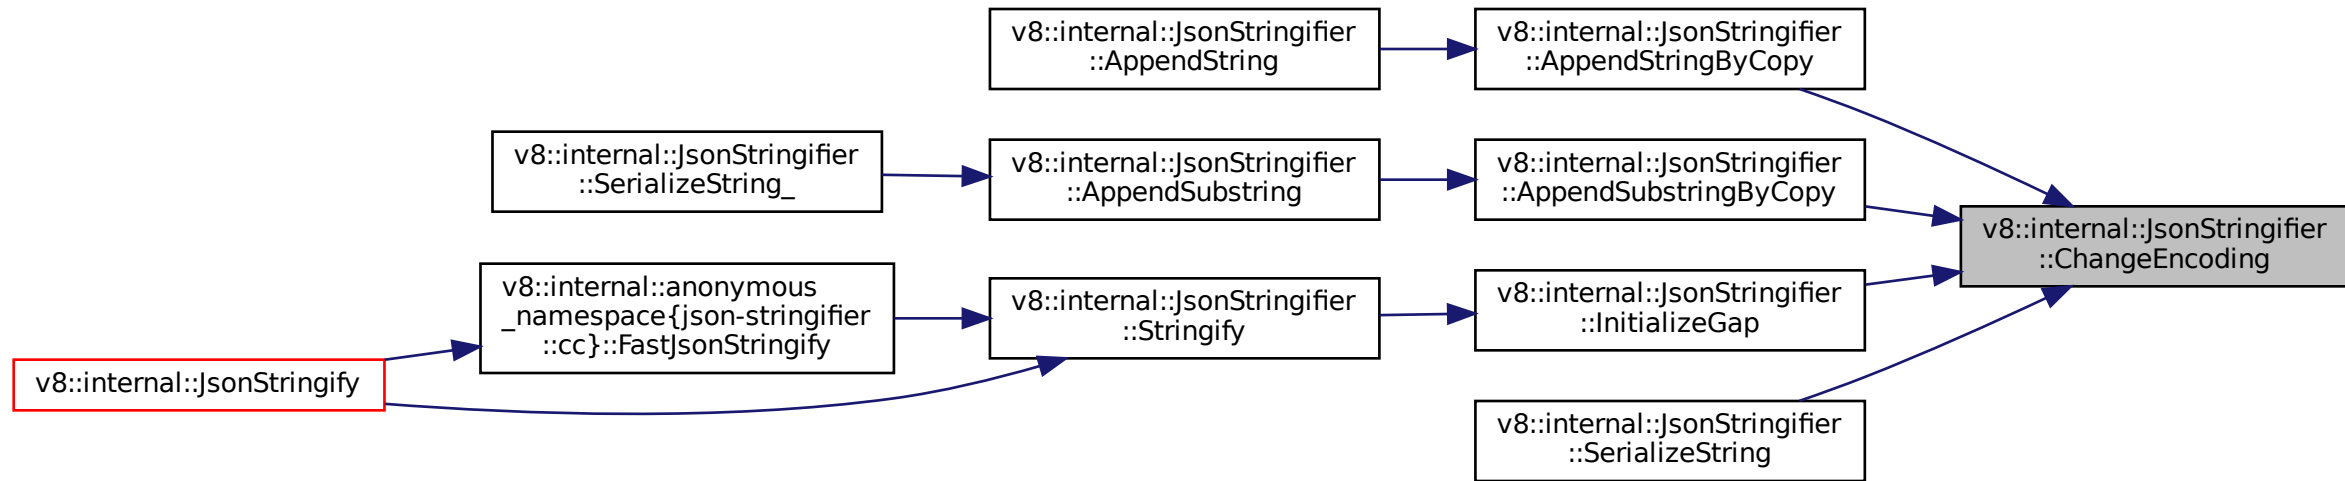 v8::internal::JsonStringifier
::AppendString
v8::internal::JsonStringifier
::AppendStringByCopy
v8::internal::JsonStringifier
::SerializeString_
v8::internal::JsonStringifier
::AppendSubstring
v8::internal::JsonStringifier
::AppendSubstringByCopy
v8::internal::JsonStringifier
::ChangeEncoding
v8::internal::JsonStringify
v8::internal::anonymous
_namespace{json-stringifier
::cc}::FastJsonStringify
v8::internal::JsonStringifier
::Stringify
v8::internal::JsonStringifier
::InitializeGap
v8::internal::JsonStringifier
::SerializeString